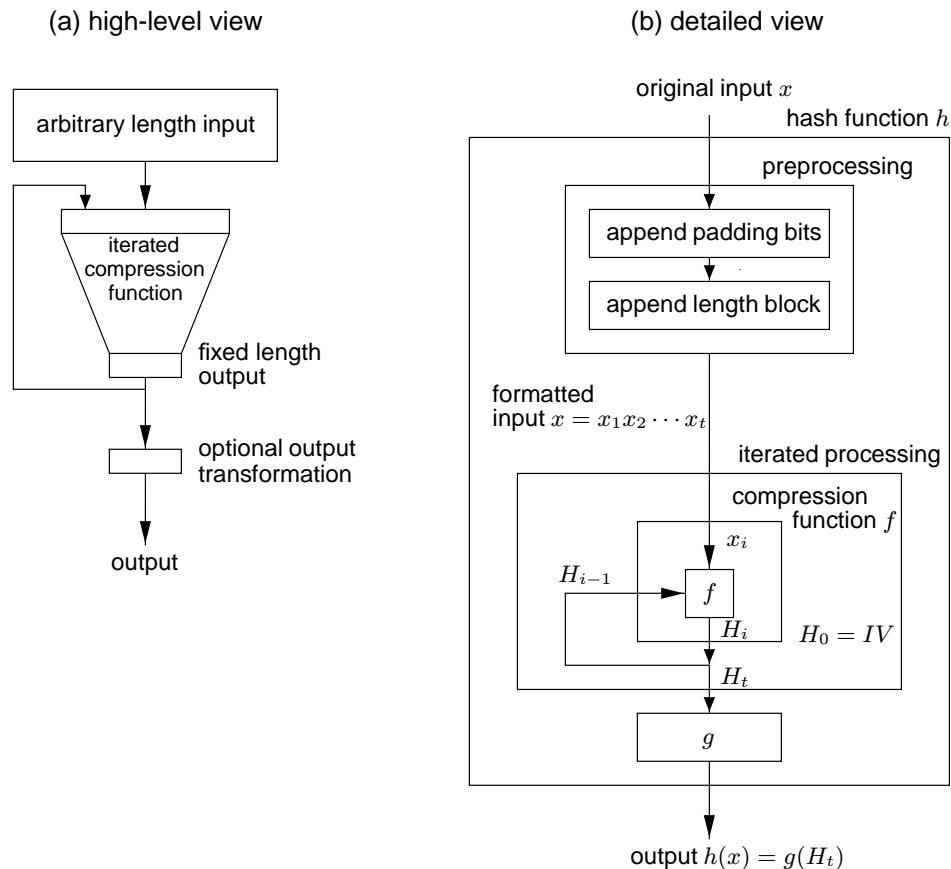 (a) high-level view
arbitrary length input
iterated
compression
function
fixed length
output
optional output
transformation
output
(b) detailed view
original input x
hash function h
preprocessing
append padding bits
append length block
formatted
input x = x₁x₂ ⋯ xₜ
iterated processing
compression
function f
xᵢ
Hᵢ₋₁
f
Hᵢ
H₀ = IV
Hₜ
g
output h(x) = g(Hₜ)